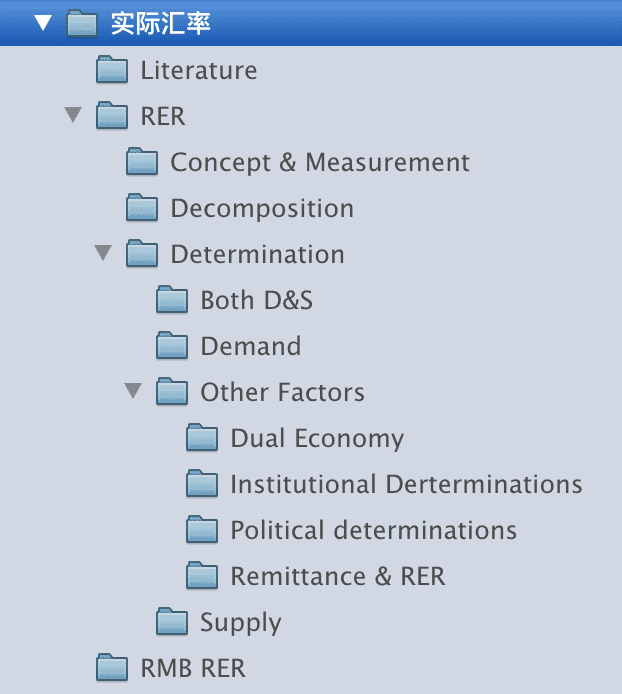 实际汇率
Literature
RER
Concept & Measurement
Decomposition
Determination
Both D&S
Demand
Other Factors
Dual Economy
Institutional Derterminations
Political determinations
Remittance & RER
Supply
RMB RER